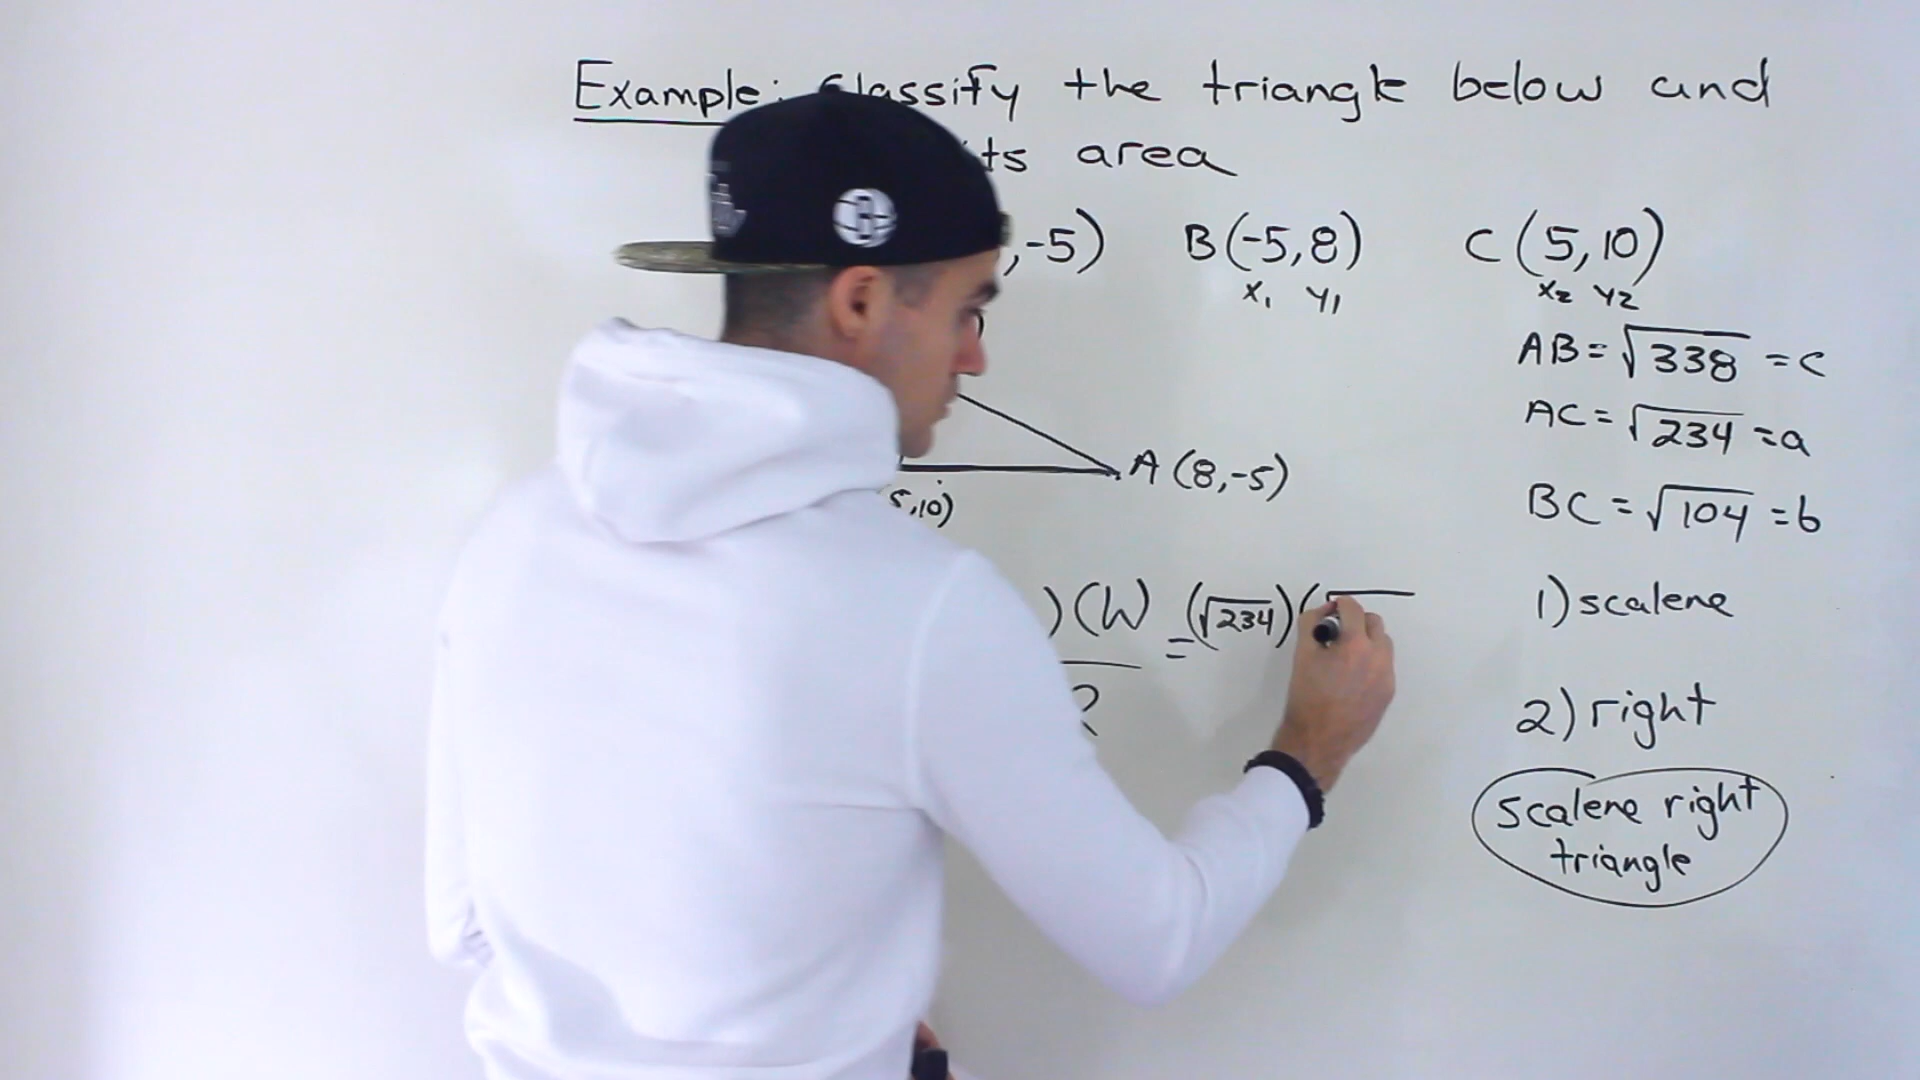 Example: Classify the triangle below and
its area
,-5) B(-5,8) C(5,10)
x₁ y₁ x₂ y₂
AB=√338 =c
AC=√234 =a
BC=√104 =b
A(8,-5)
5,10)
)(W) =(√234)(√
2
1)scalene
2)right
scalene right
triangle
B